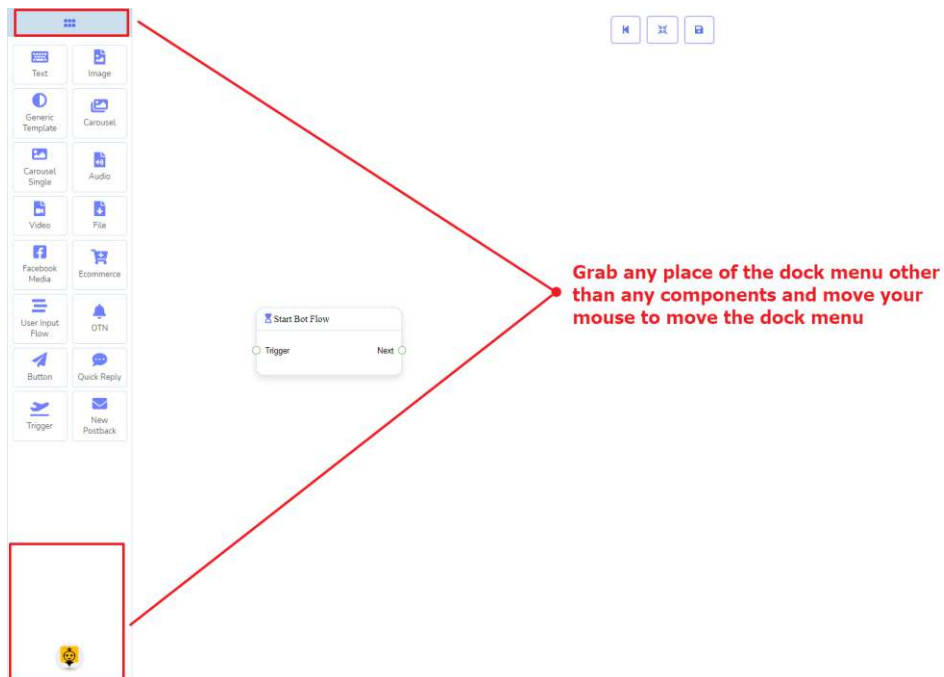 Text Image
Generic
Template
Carousel
Carousel
Single
Audio
Video File
Facebook
Media
Ecommerce
User Input
Flow
OTN
Button Quick Reply
Trigger
New
Postback
Start Bot Flow
Trigger Next
Grab any place of the dock menu other
than any components and move your
mouse to move the dock menu